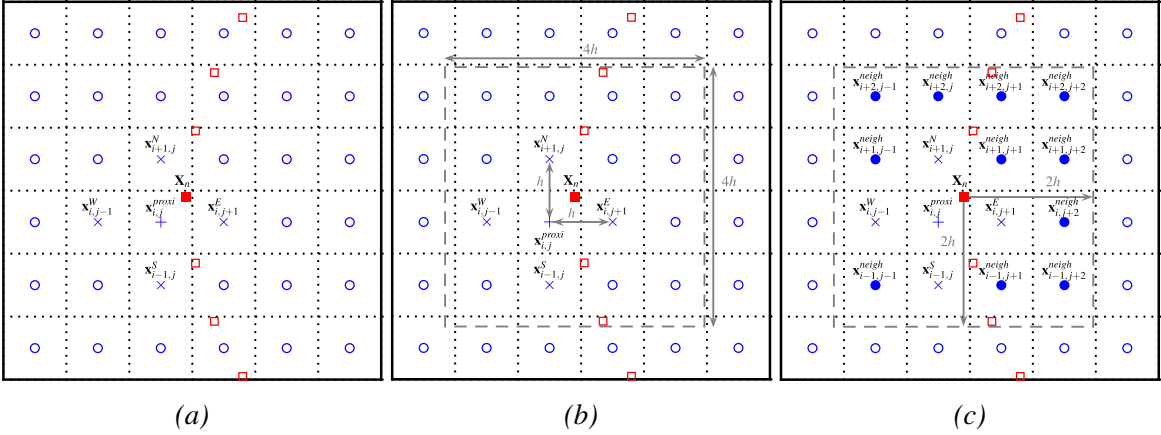 x^N_{i+1,j}
X_n
x^W_{i,j-1} x^{proxi}_{i,j} x^E_{i,j+1}
x^S_{i-1,j}
(a)
4h
x^N_{i+1,j}
h X_n 4h
x^W_{i,j-1} h x^E_{i,j+1}
x^{proxi}_{i,j}
x^S_{i-1,j}
(b)
x^{neigh}_{i+2,j-1} x^{neigh}_{i+2,j} x^{neigh}_{i+2,j+1} x^{neigh}_{i+2,j+2}
x^{neigh}_{i+1,j-1} x^N_{i+1,j} x^{neigh}_{i+1,j+1} x^{neigh}_{i+1,j+2}
X_n 2h
x^W_{i,j-1} x^{proxi}_{i,j} x^E_{i,j+1} x^{neigh}_{i,j+2}
2h
x^{neigh}_{i-1,j-1} x^S_{i-1,j} x^{neigh}_{i-1,j+1} x^{neigh}_{i-1,j+2}
(c)